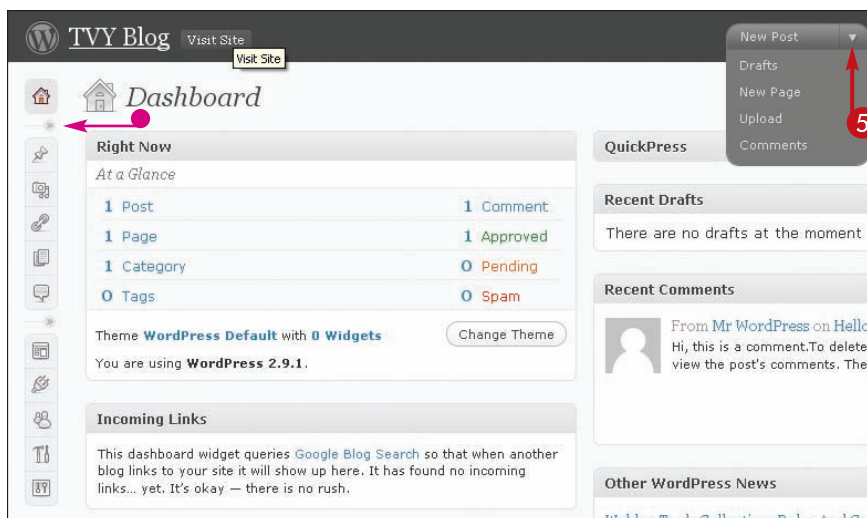 TVY Blog Visit Site
Visit Site
New Post
Drafts
New Page
Upload
Comments
5
Dashboard
Right Now
At a Glance
1 Post 1 Comment
1 Page 1 Approved
1 Category 0 Pending
0 Tags 0 Spam
Theme WordPress Default with 0 Widgets Change Theme
You are using WordPress 2.9.1.
Incoming Links
This dashboard widget queries Google Blog Search so that when another
blog links to your site it will show up here. It has found no incoming
links... yet. It's okay — there is no rush.
QuickPress
Recent Drafts
There are no drafts at the moment
Recent Comments
From Mr WordPress on Hello
Hi, this is a comment.To delete
view the post's comments. The
Other WordPress News